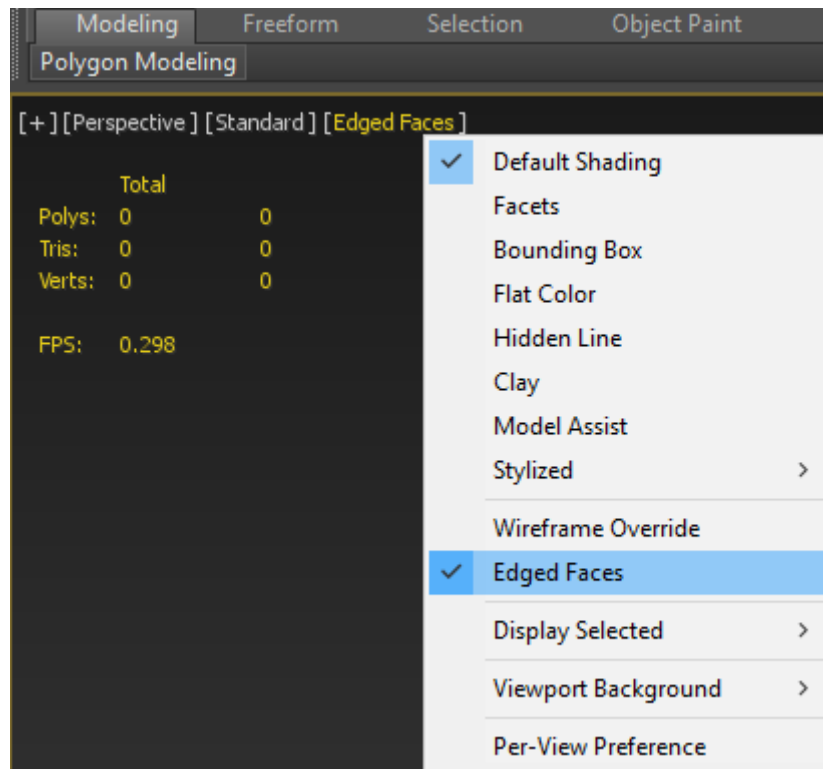 Modeling Freeform Selection Object Paint
Polygon Modeling
[+] [Perspective] [Standard] [Edged Faces]
Total
Polys: 0 0
Tris: 0 0
Verts: 0 0
FPS: 0.298
Default Shading
Facets
Bounding Box
Flat Color
Hidden Line
Clay
Model Assist
Stylized
Wireframe Override
Edged Faces
Display Selected
Viewport Background
Per-View Preference